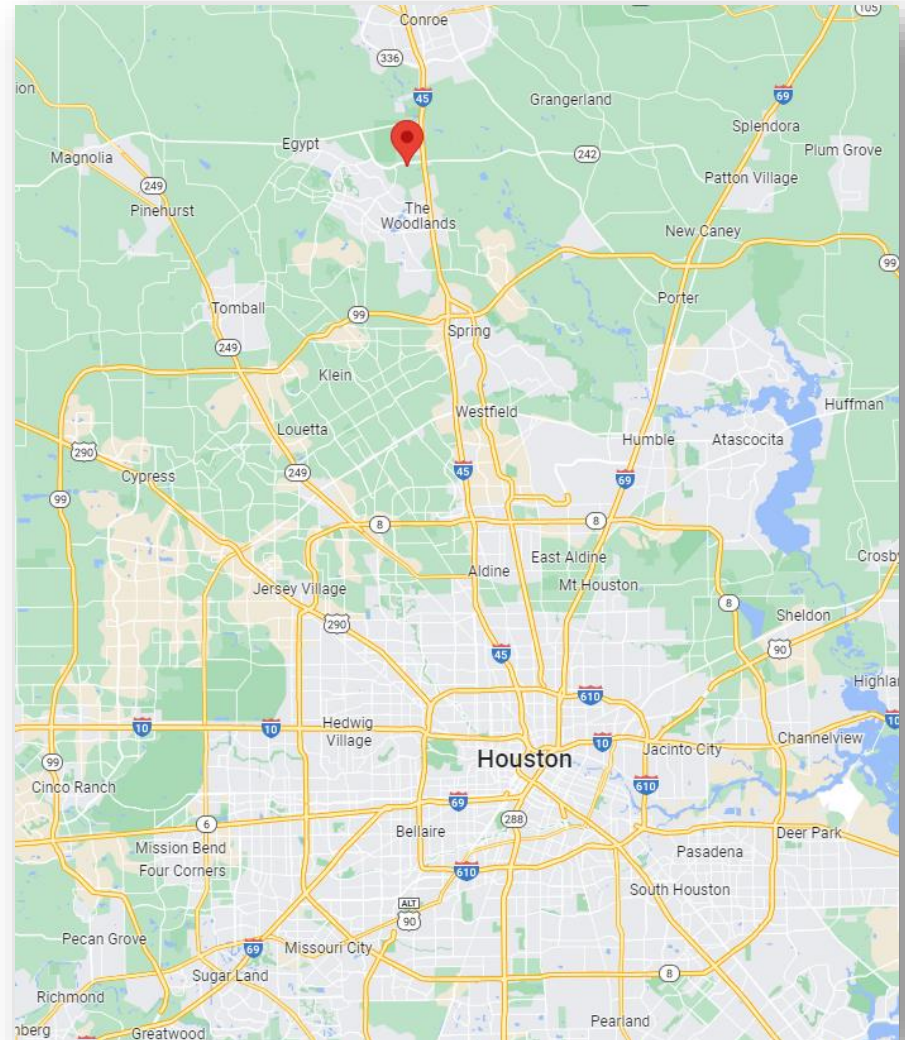 Conroe
105
336
ion
45
69
Grangerland
Splendora
Egypt
Magnolia
242
Plum Grove
249
Patton Village
Pinehurst
The
Woodlands
New Caney
99
Porter
Tomball
99
Spring
249
Klein
Huffman
Westfield
Louetta
Humble
Atascocita
290
249
45
Cypress
69
99
8
8
East Aldine
Crosby
Aldine
Mt Houston
Jersey Village
8
Sheldon
290
90
45
Highlan
610
10
10
10
Hedwig
Village
Channelview
10
Jacinto City
Houston
99
610
Cinco Ranch
69
288
6
Bellaire
Deer Park
Mission Bend
Pasadena
Four Corners
610
South Houston
ALT
90
Pecan Grove
69
Missouri City
Sugar Land
8
Richmond
Pearland
nberg
Greatwood